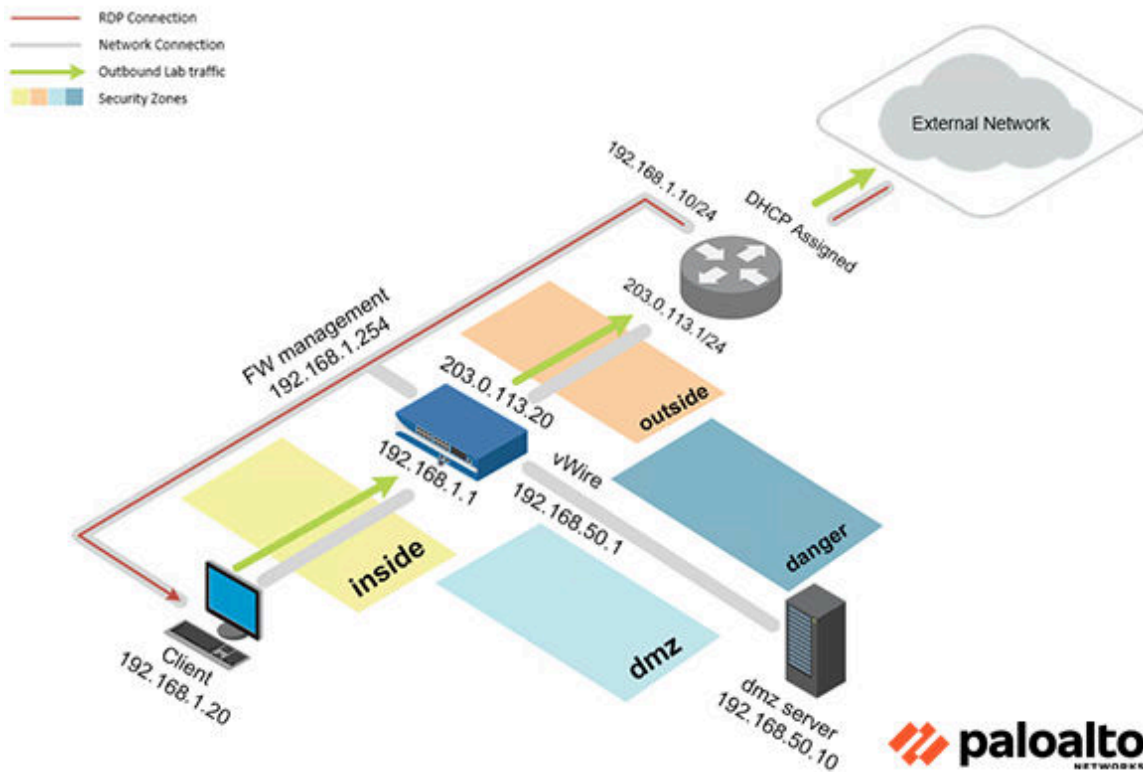 RDP Connection
Network Connection
Outbound Lab traffic
Security Zones
External Network
192.168.1.10/24
DHCP Assigned
203.0.113.1/24
FW management
192.168.1.254
203.0.113.20
outside
192.168.1.1
vWire
192.168.50.1
danger
inside
dmz
Client
192.168.1.20
dmz server
192.168.50.10
paloalto
NETWORKS